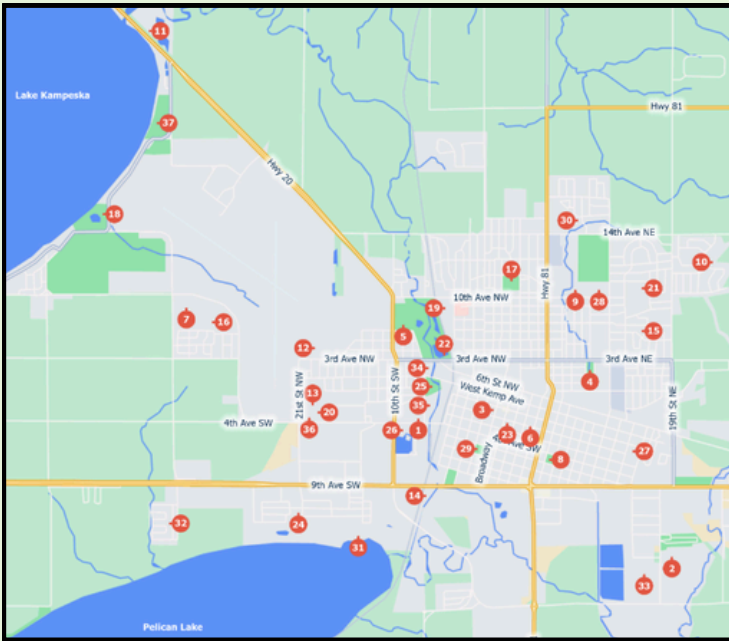 11
Lake Kampeska
Hwy 81
37
Hwy 20
18
30
14th Ave NE
10
17
Hwy 81
21
10th Ave NW
9
28
19
7
16
15
5
22
12
3rd Ave NW
3rd Ave NW
3rd Ave NE
34
4
6th St NW
25
West Kemp Ave
21st St NW
13
10th St SW
19th St NE
35
3
20
4th Ave SW
36
26
1
23
6
4th Ave SW
29
Broadway
27
8
9th Ave SW
14
32
24
31
2
33
Pelican Lake